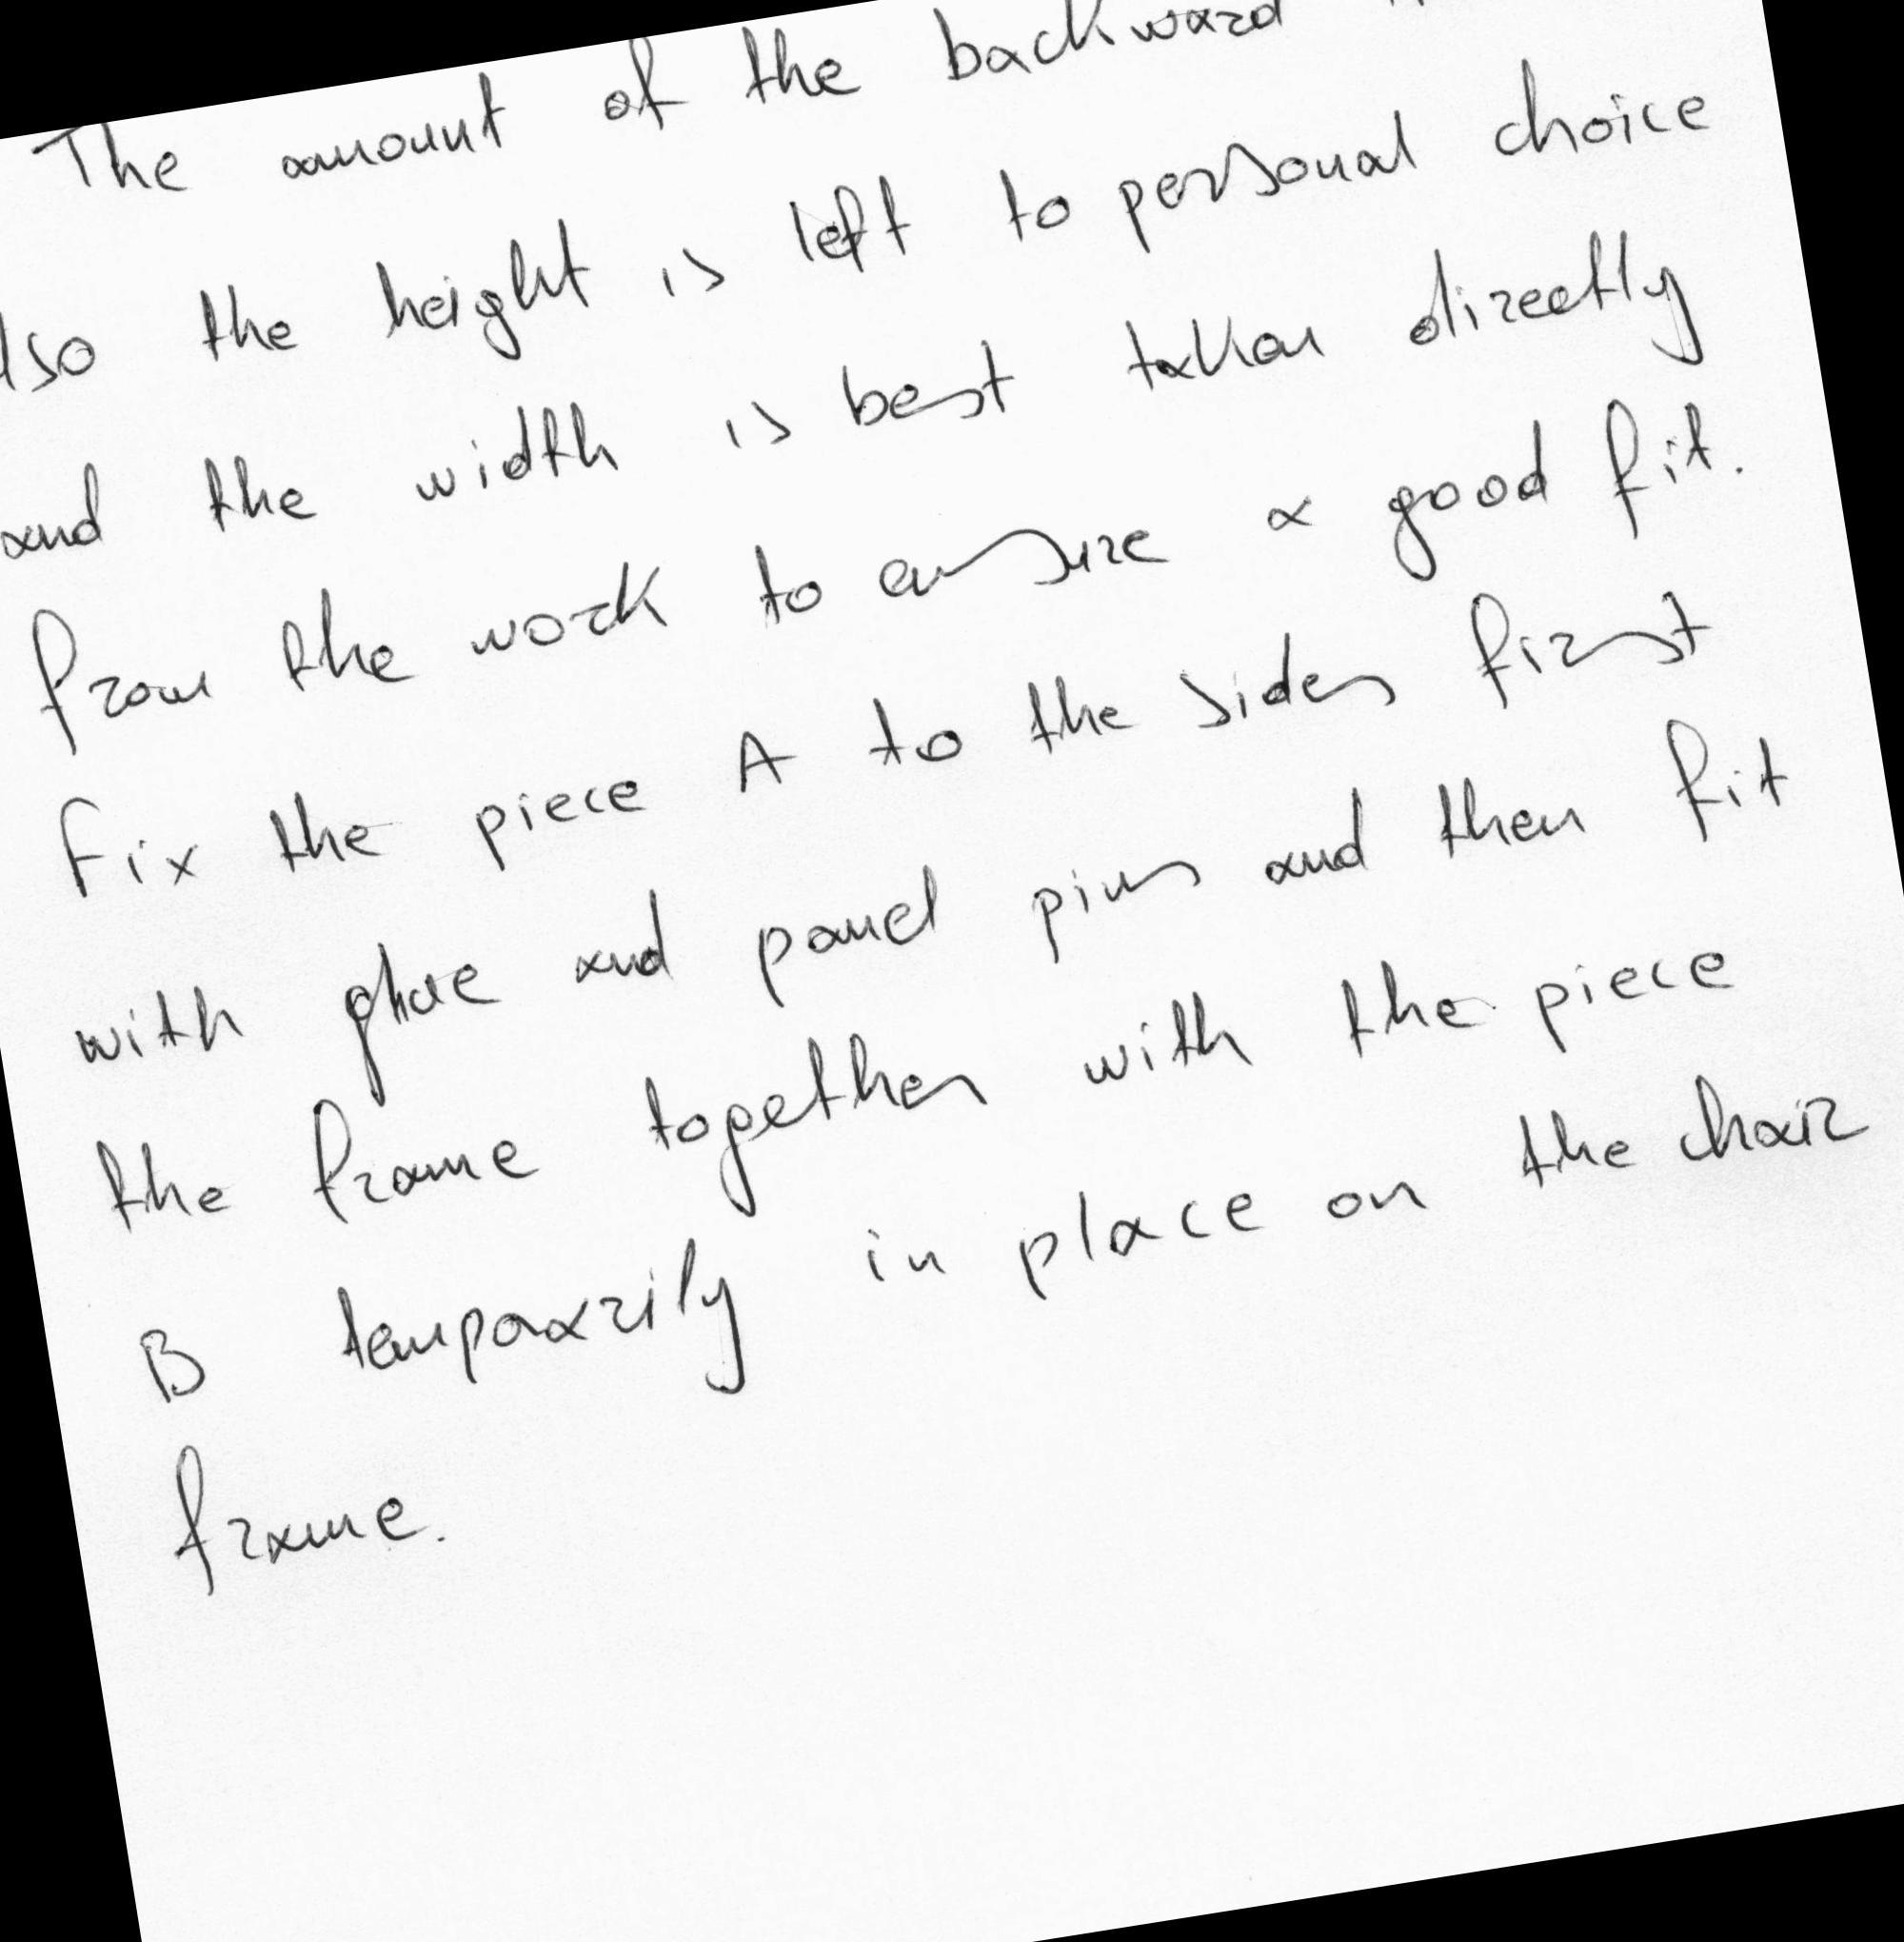 The amount of the backward
also the height is left to personal choice
and the width is best taken directly
from the work to ensure a good fit.
Fix the piece A to the sides first
with glue and panel pins and then fit
the frame together with the piece
B temporarily in place on the chair
frame.